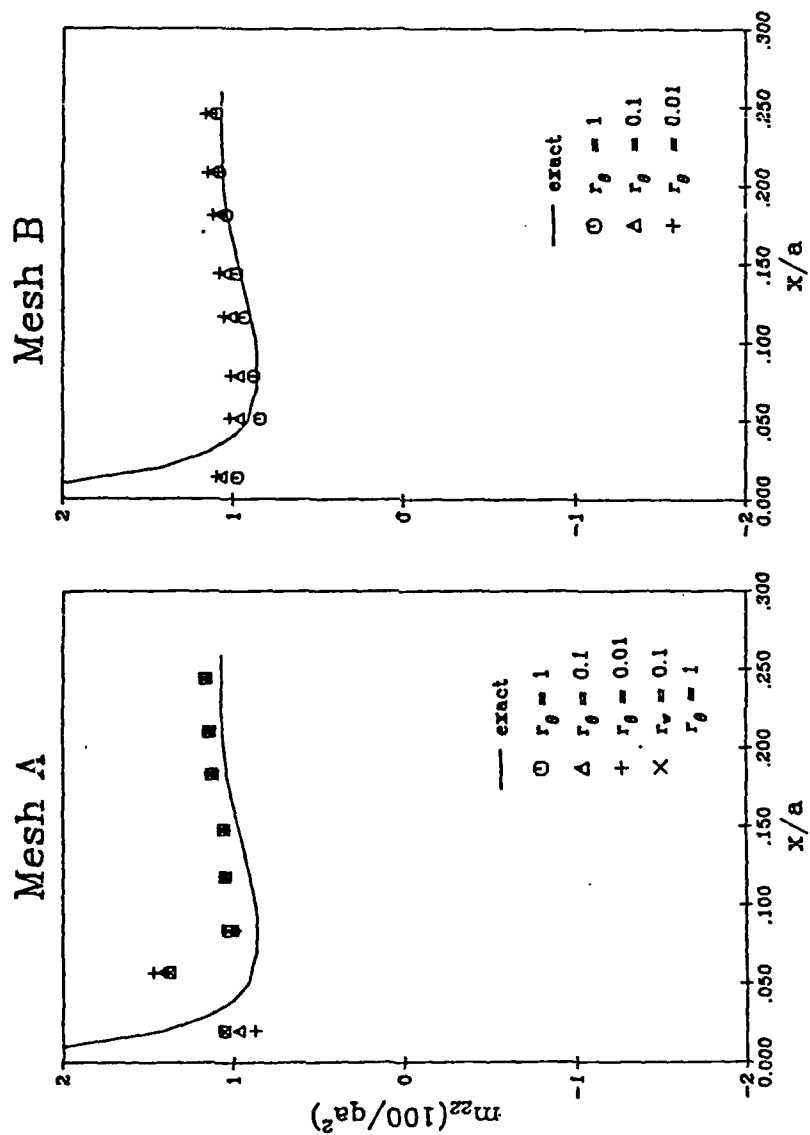 Mesh A
m₂₂(100/qa²)
2
1
0
-1
-2
0.000 .050 .100 .150 .200 .250 .300
x/a
exact
r_θ = 1
r_θ = 0.1
r_θ = 0.01
r_v = 0.1
r_θ = 1
Mesh B
2
1
0
-1
-2
0.000 .050 .100 .150 .200 .250 .300
x/a
exact
r_θ = 1
r_θ = 0.1
r_θ = 0.01